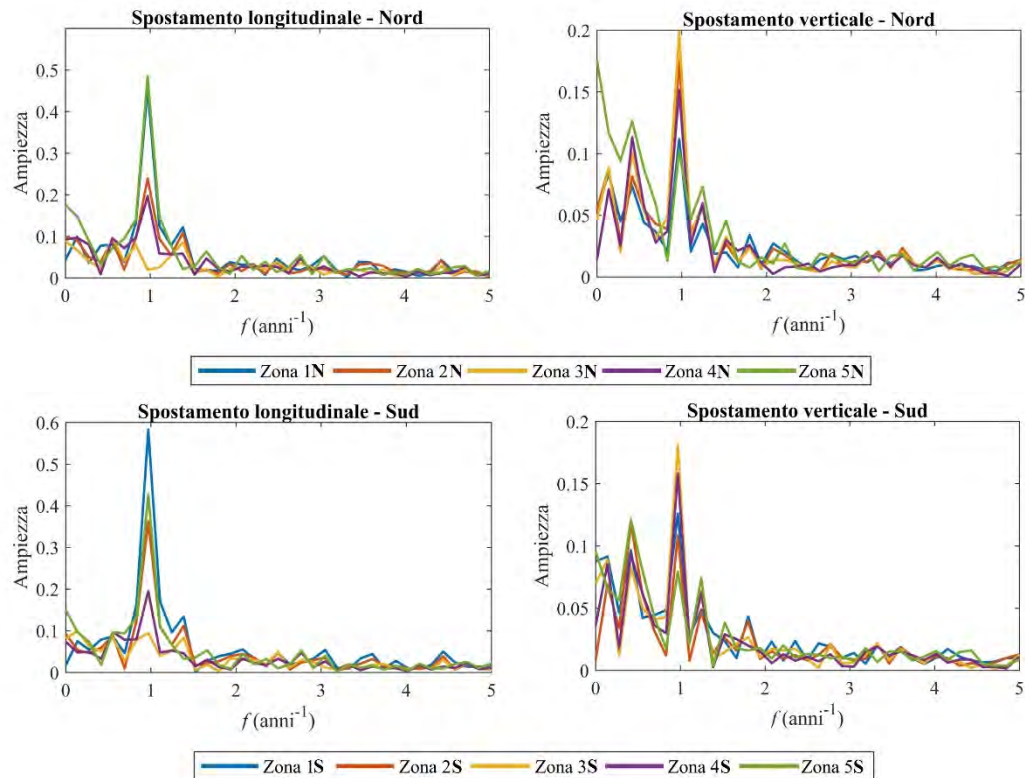 Spostamento longitudinale - Nord
Ampiezza
0.5
0.4
0.3
0.2
0.1
0
0 1 2 3 4 5
f (anni-1)
Spostamento verticale - Nord
Ampiezza
0.2
0.15
0.1
0.05
0
0 1 2 3 4 5
f (anni-1)
Zona 1N Zona 2N Zona 3N Zona 4N Zona 5N
Spostamento longitudinale - Sud
Ampiezza
0.6
0.5
0.4
0.3
0.2
0.1
0
0 1 2 3 4 5
f (anni-1)
Spostamento verticale - Sud
Ampiezza
0.2
0.15
0.1
0.05
0
0 1 2 3 4 5
f (anni-1)
Zona 1S Zona 2S Zona 3S Zona 4S Zona 5S